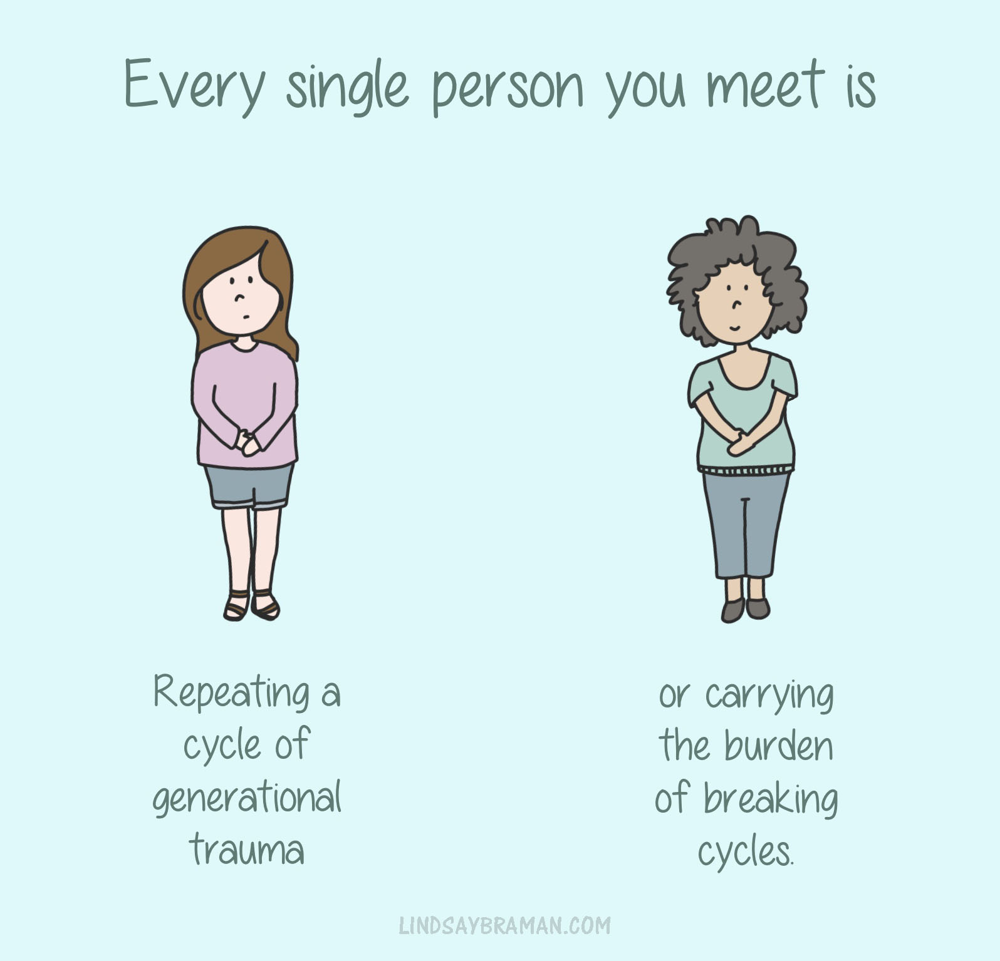 Every single person you meet is
Repeating a
cycle of
generational
trauma
or carrying
the burden
of breaking
cycles.
LINDSAYBRAMAN.COM